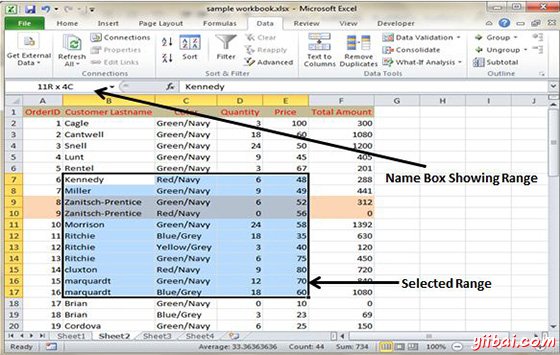 sample workbook.xlsx - Microsoft Excel
File Home Insert Page Layout Formulas Data Review View Developer
Get External Data Refresh All Connections Properties Edit Links Sort Filter Clear Reapply Advanced Text to Columns Remove Duplicates Data Validation Consolidate What-If Analysis Group Ungroup Subtotal
Connections Sort & Filter Data Tools Outline
11R x 4C fx Kennedy
A B C D E F G H I
1 OrderID Customer Lastname Color Quantity Price Total Amount
2 1 Cagle Green/Navy 3 100 300
3 2 Cantwell Green/Navy 18 60 1080
4 3 Snell Green/Navy 24 50 1200
5 4 Lunt Green/Navy 9 45 405
6 5 Rentel Green/Navy 3 67 201
7 6 Kennedy Red/Navy 6 48 288
8 7 Miller Green/Navy 9 49 441
9 8 Zanitsch-Prentice Green/Navy 6 52 312
10 9 Zanitsch-Prentice Red/Navy 0 56 0
11 10 Morrison Green/Navy 24 58 1392
12 11 Ritchie Blue/Grey 18 35 630
13 12 Ritchie Yellow/Grey 3 40 120
14 13 Ritchie Green/Navy 6 75 450
15 14 cluxton Red/Navy 9 80 720
16 15 marquardt Green/Navy 12 70 840
17 16 marquardt Blue/Grey 18 60 1080
18 17 Brian Green/Navy 0 10 0
19 18 Brian Blue/Grey 3 23 69
20 19 Cordova Green/Navy 6 25 150
Name Box Showing Range
Selected Range
Sheet1 Sheet2 Sheet3 Sheet4
Ready Average: 33.36363636 Count: 44 Sum: 734 100%
yiibai.com